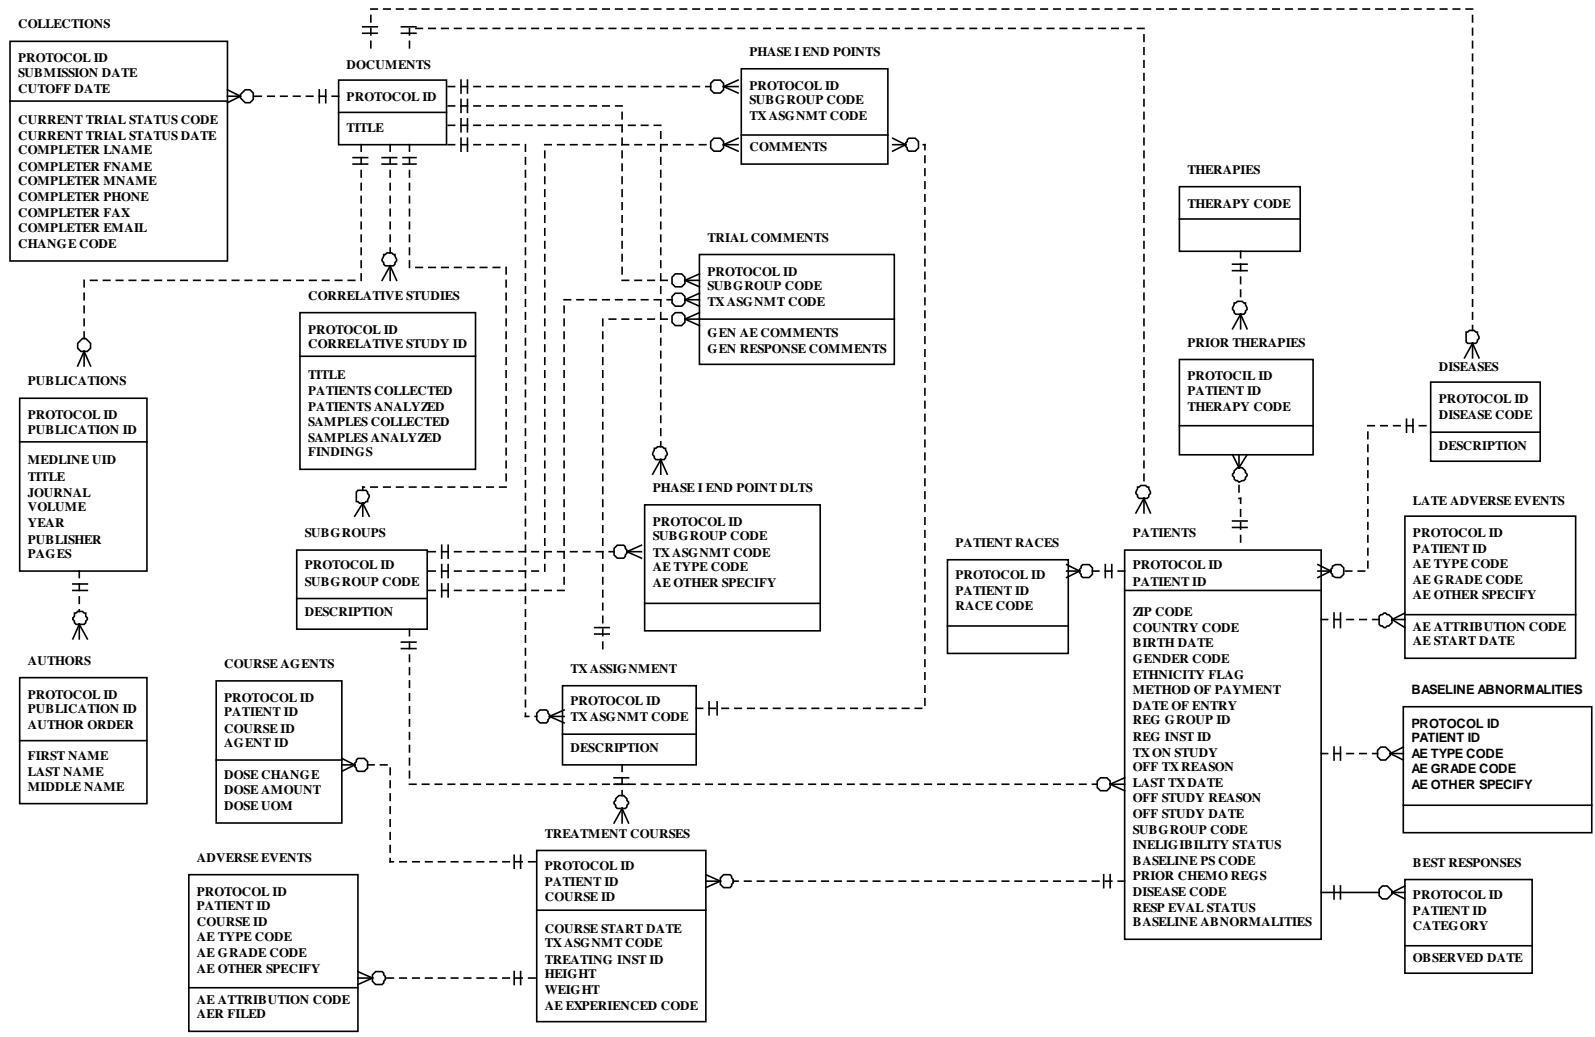 COLLECTIONS
PROTOCOL ID
SUBMISSION DATE
CUTOFF DATE
CURRENT TRIAL STATUS CODE
CURRENT TRIAL STATUS DATE
COMPLETER LNAME
COMPLETER FNAME
COMPLETER MNAME
COMPLETER PHONE
COMPLETER FAX
COMPLETER EMAIL
CHANGE CODE
DOCUMENTS
PROTOCOL ID
TITLE
PHASE I END POINTS
PROTOCOL ID
SUBGROUP CODE
TX ASGNMT CODE
COMMENTS
TRIAL COMMENTS
PROTOCOL ID
SUBGROUP CODE
TX ASGNMT CODE
GEN AE COMMENTS
GEN RESPONSE COMMENTS
THERAPIES
THERAPY CODE
PRIOR THERAPIES
PROTOCIL ID
PATIENT ID
THERAPY CODE
DISEASES
PROTOCOL ID
DISEASE CODE
DESCRIPTION
CORRELATIVE STUDIES
PROTOCOL ID
CORRELATIVE STUDY ID
TITLE
PATIENTS COLLECTED
PATIENTS ANALYZED
SAMPLES COLLECTED
SAMPLES ANALYZED
FINDINGS
PUBLICATIONS
PROTOCOL ID
PUBLICATION ID
MEDLINE UID
TITLE
JOURNAL
VOLUME
YEAR
PUBLISHER
PAGES
PHASE I END POINT DLTS
PROTOCOL ID
SUBGROUP CODE
TX ASGNMT CODE
AE TYPE CODE
AE OTHER SPECIFY
SUBGROUPS
PROTOCOL ID
SUBGROUP CODE
DESCRIPTION
PATIENT RACES
PROTOCOL ID
PATIENT ID
RACE CODE
PATIENTS
PROTOCOL ID
PATIENT ID
ZIP CODE
COUNTRY CODE
BIRTH DATE
GENDER CODE
ETHNICITY FLAG
METHOD OF PAYMENT
DATE OF ENTRY
REG GROUP ID
REG INST ID
TX ON STUDY
OFF TX REASON
LAST TX DATE
OFF STUDY REASON
OFF STUDY DATE
SUBGROUP CODE
INELIGIBILITY STATUS
BASELINE PS CODE
PRIOR CHEMO REGS
DISEASE CODE
RESP EVAL STATUS
BASELINE ABNORMALITIES
LATE ADVERSE EVENTS
PROTOCOL ID
PATIENT ID
AE TYPE CODE
AE GRADE CODE
AE OTHER SPECIFY
AE ATTRIBUTION CODE
AE START DATE
BASELINE ABNORMALITIES
PROTOCOL ID
PATIENT ID
AE TYPE CODE
AE GRADE CODE
AE OTHER SPECIFY
BEST RESPONSES
PROTOCOL ID
PATIENT ID
CATEGORY
OBSERVED DATE
AUTHORS
PROTOCOL ID
PUBLICATION ID
AUTHOR ORDER
FIRST NAME
LAST NAME
MIDDLE NAME
COURSE AGENTS
PROTOCOL ID
PATIENT ID
COURSE ID
AGENT ID
DOSE CHANGE
DOSE AMOUNT
DOSE UOM
TX ASSIGNMENT
PROTOCOL ID
TX ASGNMT CODE
DESCRIPTION
TREATMENT COURSES
PROTOCOL ID
PATIENT ID
COURSE ID
COURSE START DATE
TX ASGNMT CODE
TREATING INST ID
HEIGHT
WEIGHT
AE EXPERIENCED CODE
ADVERSE EVENTS
PROTOCOL ID
PATIENT ID
COURSE ID
AE TYPE CODE
AE GRADE CODE
AE OTHER SPECIFY
AE ATTRIBUTION CODE
AER FILED